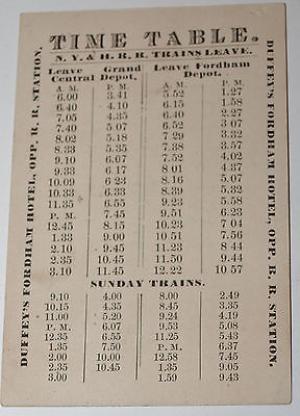 TIME TABLE.
N. Y. & H. R. R. TRAINS LEAVE.
Leave Grand Leave Fordham
Central Depot, Depot.
A. M. P. M. A. M. P. M.
6.00 3.41 5.52 1.27
6.40 4.10 6.15 1.58
7.05 4.35 6.40 2.27
7.40 5.07 6.52 3.07
8.02 5.18 7.29 3.32
8.33 5.35 7.38 3.57
9.10 6.07 7.52 4.02
9.33 6.17 8.01 4.37
10.09 6 23 8.16 5.07
10.33 6.33 8.39 5.32
11.35 6.55 9.23 5.58
P. M. 7.45 9.51 6.23
12.45 8.15 10.23 7 04
1.33 9.00 10.51 7.56
2.10 9.45 11.23 8 44
2.35 10.45 11.50 9.44
3.10 11.45 12.22 10 57
SUNDAY TRAINS.
9.10 4.00 8.00 2.49
10.15 4.35 8.45 3.35
11.00 5.20 9.24 4.19
P. M. 6.07 9.53 5.08
12.35 6.55 11.25 5.43
1.35 7.50 P.M. 6.37
2.00 10.00 12.58 7.45
2.35 10.45 1.35 9.05
3.00 1.59 9.43
DUFFEY'S FORDHAM HOTEL, OPP. R. R. STATION.
DUFFEY'S FORDHAM HOTEL, OPP. R. R. STATION.